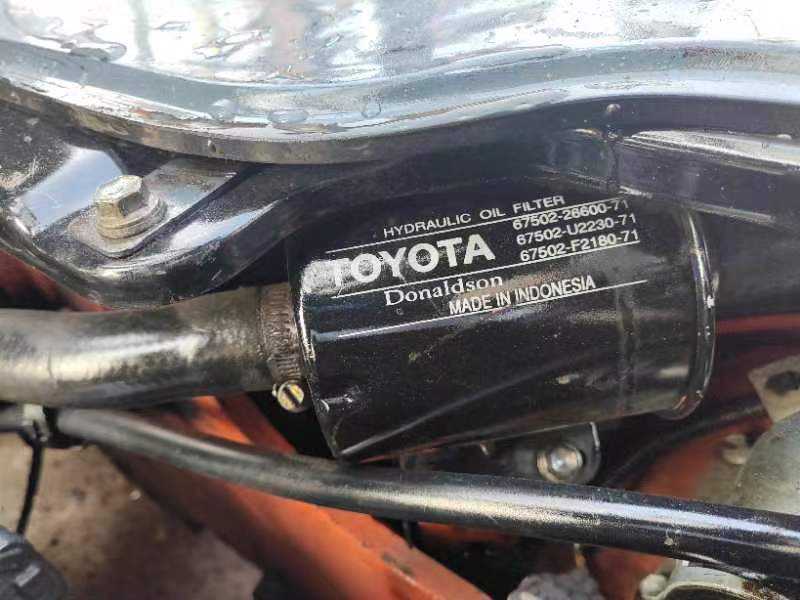 HYDRAULIC OIL FILTER
TOYOTA
67502-26600-71
67502-U2230-71
67502-F2180-71
Donaldson
MADE IN INDONESIA